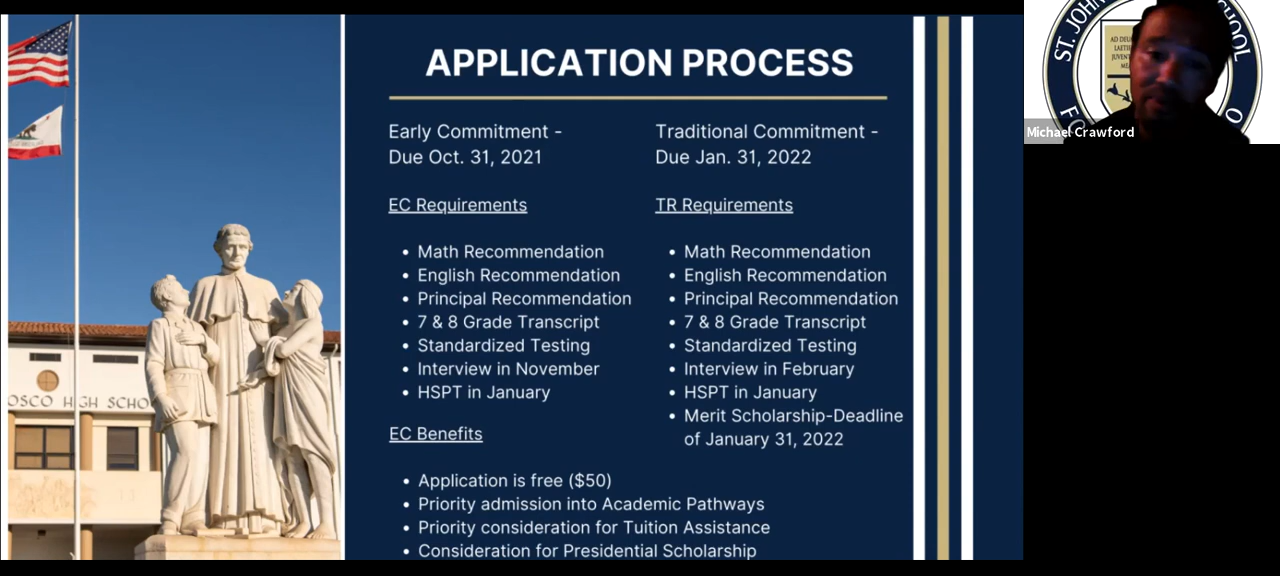 APPLICATION PROCESS
Early Commitment -
Due Oct. 31, 2021
EC Requirements
• Math Recommendation
• English Recommendation
• Principal Recommendation
• 7 & 8 Grade Transcript
• Standardized Testing
• Interview in November
• HSPT in January
EC Benefits
• Application is free ($50)
• Priority admission into Academic Pathways
• Priority consideration for Tuition Assistance
• Consideration for Presidential Scholarship
Traditional Commitment -
Due Jan. 31, 2022
TR Requirements
• Math Recommendation
• English Recommendation
• Principal Recommendation
• 7 & 8 Grade Transcript
• Standardized Testing
• Interview in February
• HSPT in January
• Merit Scholarship-Deadline
of January 31, 2022
OSCO HIGH SCHO
ST. JOHN
Michael Crawford